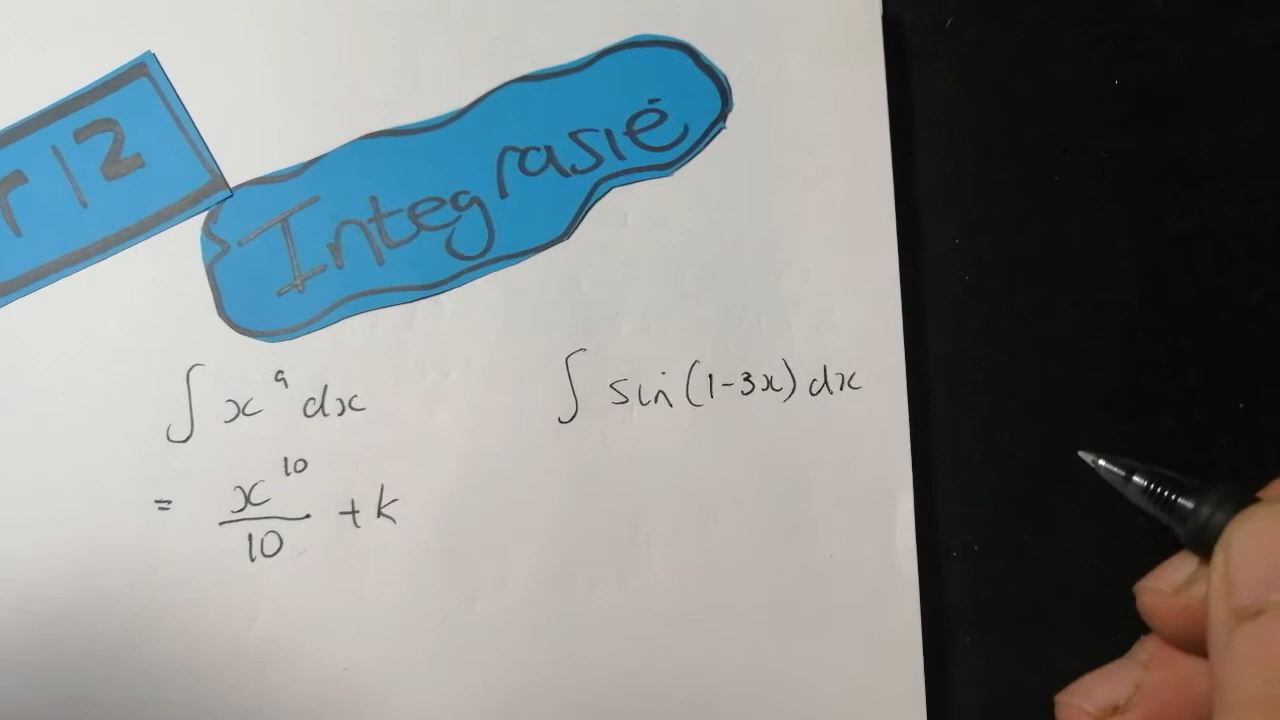 r 12
Integrasie
∫ x⁹ dx
= x¹⁰/10 + k
∫ sin(1-3x) dx